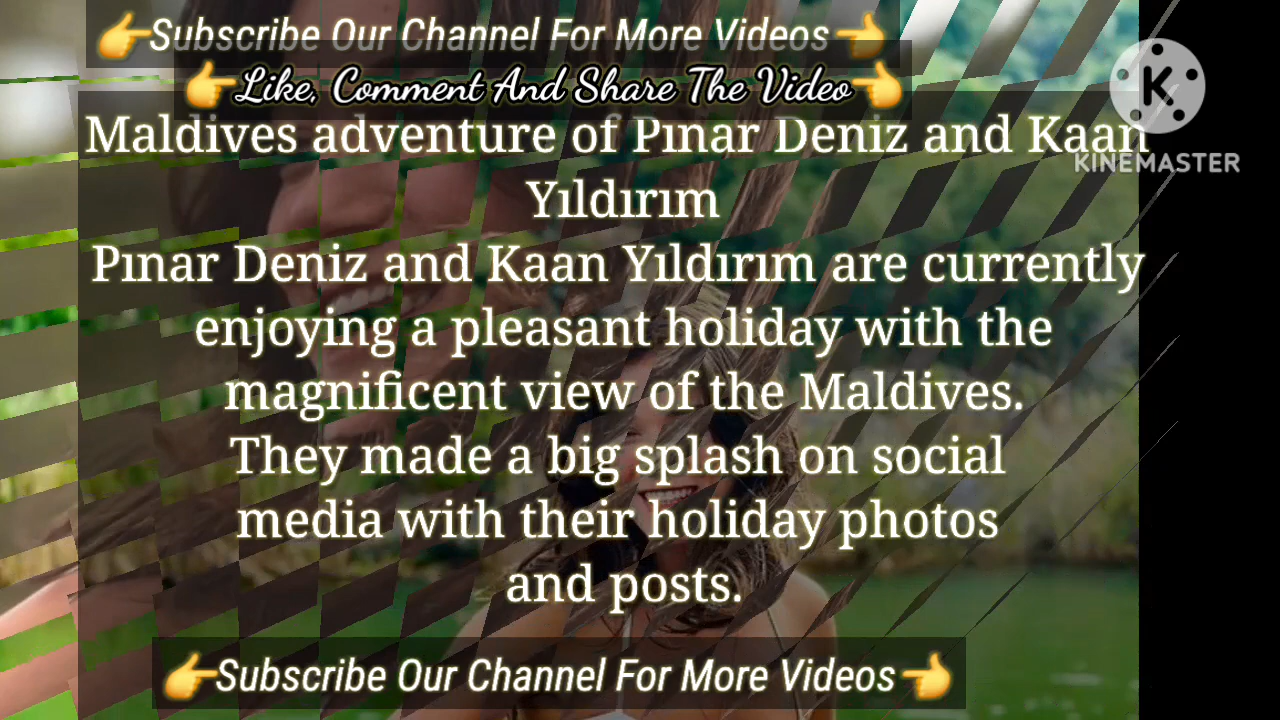 👉Subscribe Our Channel For More Videos👈
👉Like, Comment And Share The Video👈
Maldives adventure of Pınar Deniz and Kaan
Yıldırım
Pınar Deniz and Kaan Yıldırım are currently
enjoying a pleasant holiday with the
magnificent view of the Maldives.
They made a big splash on social
media with their holiday photos
and posts.
👉Subscribe Our Channel For More Videos👈
K
KINEMASTER